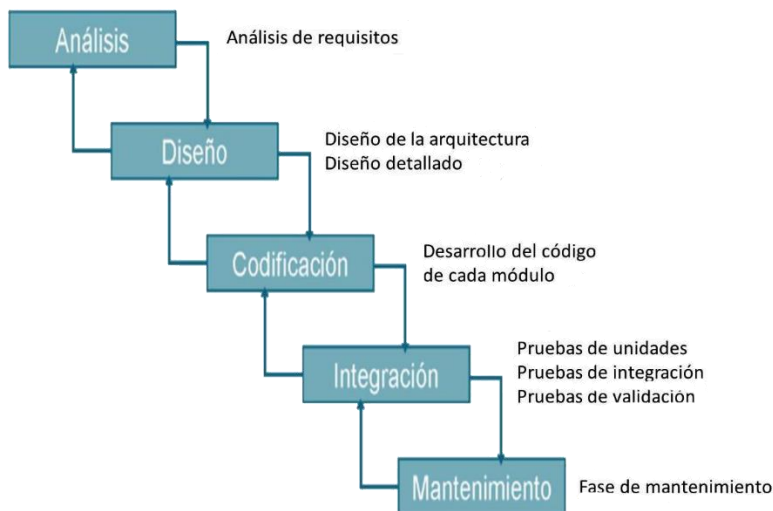 Análisis
Análisis de requisitos
Diseño
Diseño de la arquitectura
Diseño detallado
Codificación
Desarrollo del código
de cada módulo
Integración
Pruebas de unidades
Pruebas de integración
Pruebas de validación
Mantenimiento
Fase de mantenimiento